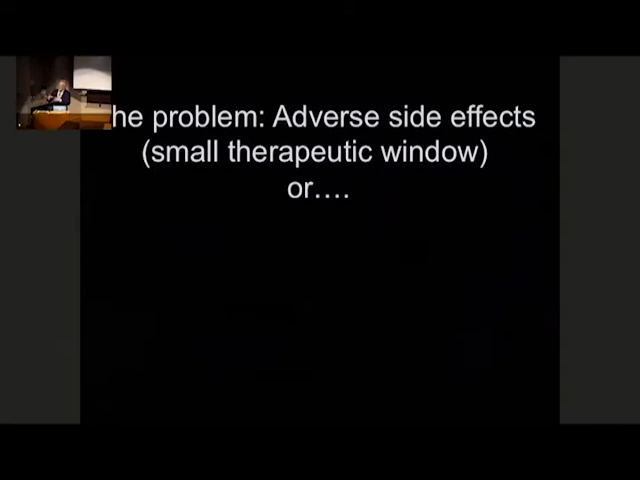 he problem: Adverse side effects
(small therapeutic window)
or….